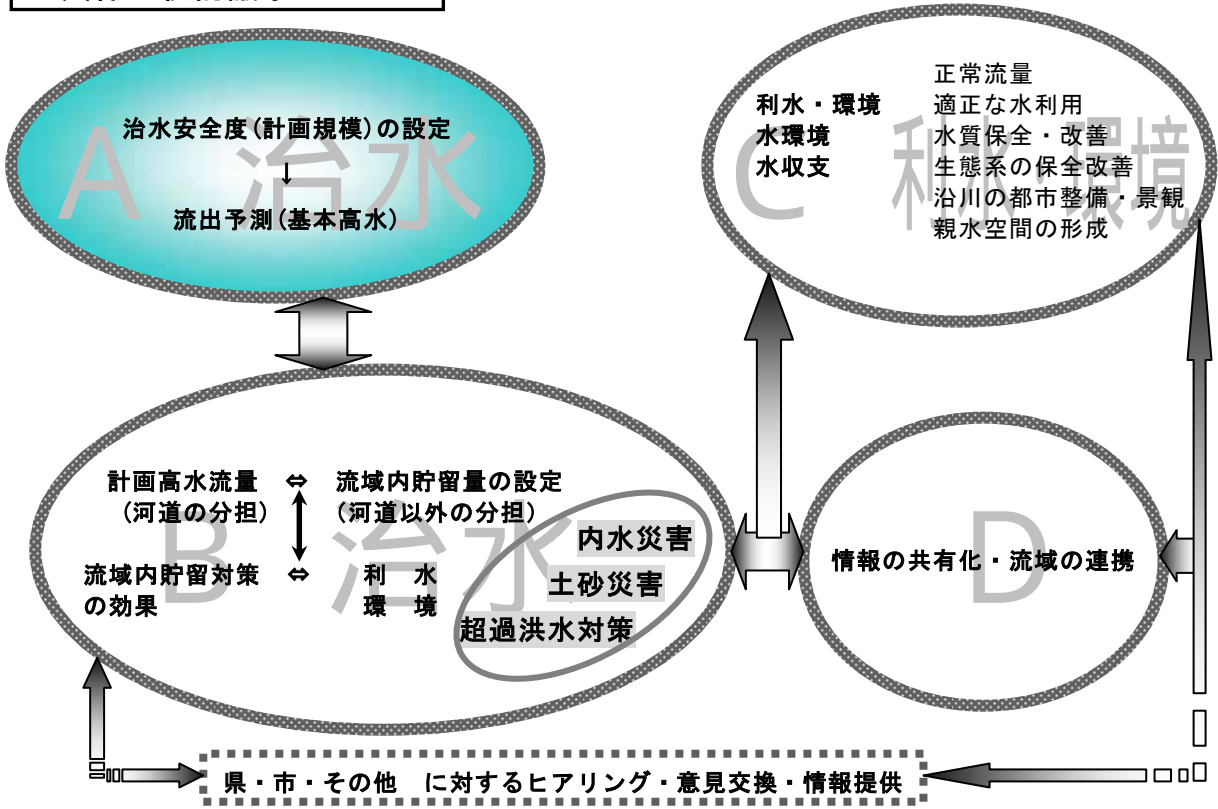 A 治水
治水安全度(計画規模)の設定
↓
流出予測(基本高水)
C 利水・環境
利水・環境
水環境
水収支
正常流量
適正な水利用
水質保全・改善
生態系の保全改善
沿川の都市整備・景観
親水空間の形成
B 治水
計画高水流量 ⇔ 流域内貯留量の設定
(河道の分担) (河道以外の分担)
流域内貯留対策 ⇔ 利 水
の効果 環 境
内水災害
土砂災害
超過洪水対策
D
情報の共有化・流域の連携
県・市・その他 に対するヒアリング・意見交換・情報提供